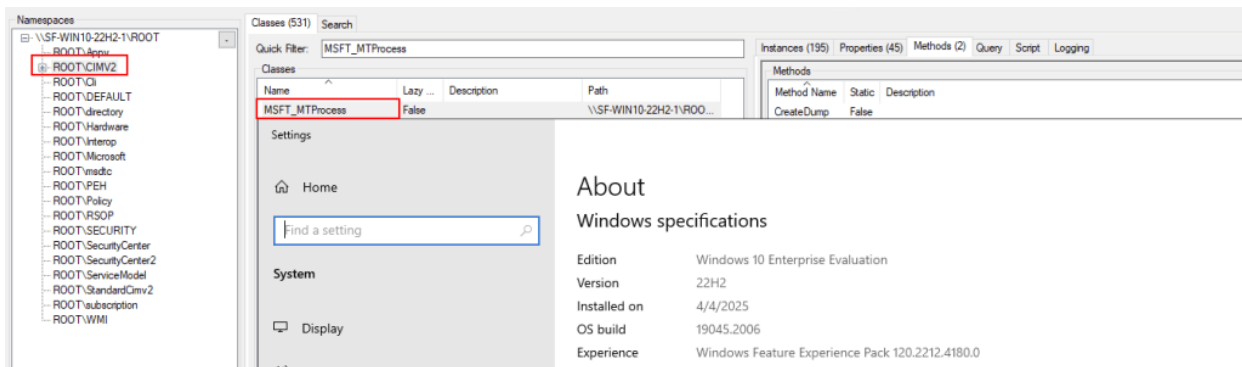 Namespaces
\\SF-WIN10-22H2-1\ROOT
ROOT\Appv
ROOT\CIMV2
ROOT\Cli
ROOT\DEFAULT
ROOT\directory
ROOT\Hardware
ROOT\Interop
ROOT\Microsoft
ROOT\msdtc
ROOT\PEH
ROOT\Policy
ROOT\RSOP
ROOT\SECURITY
ROOT\SecurityCenter
ROOT\SecurityCenter2
ROOT\ServiceModel
ROOT\StandardCimv2
ROOT\subscription
ROOT\WMI
Classes (531) Search
Quick Filter: MSFT_MTProcess
Classes
Name Lazy ... Description Path
MSFT_MTProcess False \\SF-WIN10-22H2-1\ROO...
Instances (195) Properties (45) Methods (2) Query Script Logging
Methods
Method Name Static Description
CreateDump False
Settings
Home
Find a setting
System
Display
About
Windows specifications
Edition Windows 10 Enterprise Evaluation
Version 22H2
Installed on 4/4/2025
OS build 19045.2006
Experience Windows Feature Experience Pack 120.2212.4180.0